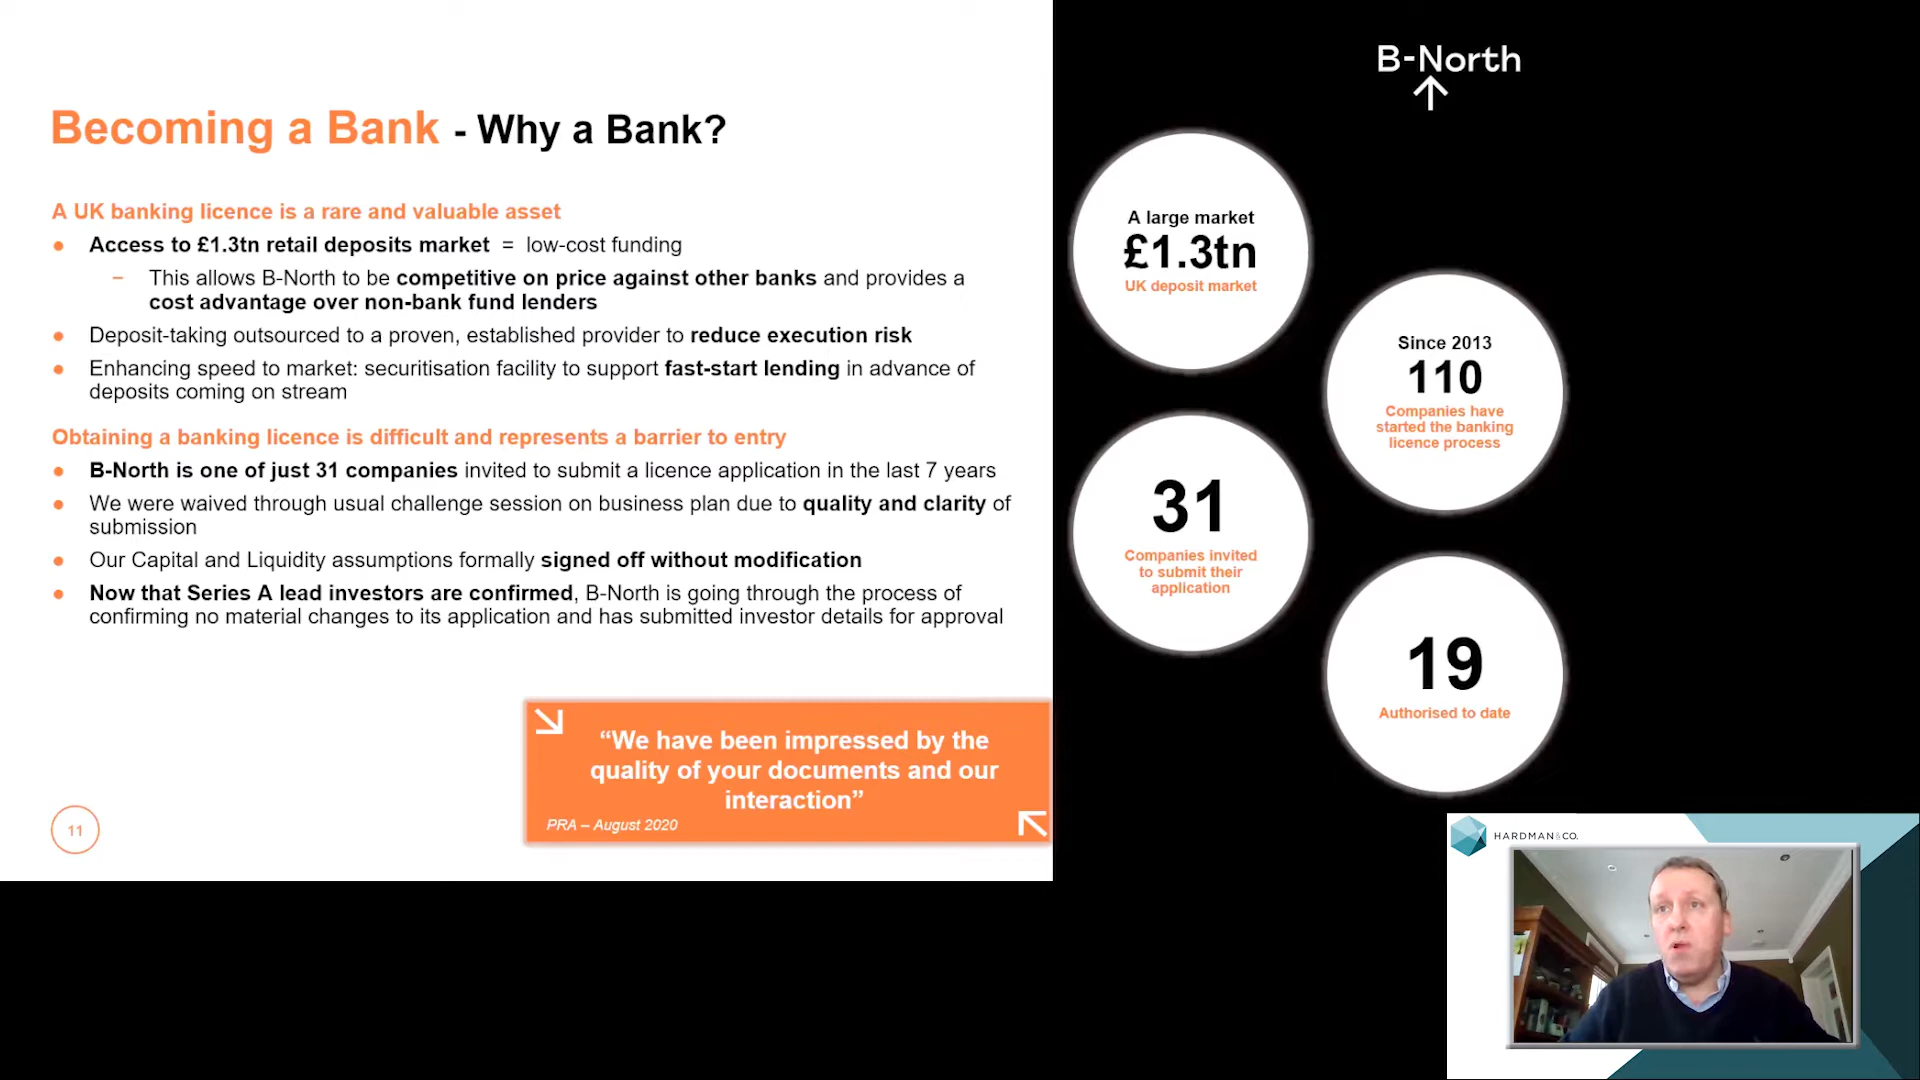 Becoming a Bank - Why a Bank?
A UK banking licence is a rare and valuable asset
● Access to £1.3tn retail deposits market = low-cost funding
– This allows B-North to be competitive on price against other banks and provides a
cost advantage over non-bank fund lenders
● Deposit-taking outsourced to a proven, established provider to reduce execution risk
● Enhancing speed to market: securitisation facility to support fast-start lending in advance of
deposits coming on stream
Obtaining a banking licence is difficult and represents a barrier to entry
● B-North is one of just 31 companies invited to submit a licence application in the last 7 years
● We were waived through usual challenge session on business plan due to quality and clarity of
submission
● Our Capital and Liquidity assumptions formally signed off without modification
● Now that Series A lead investors are confirmed, B-North is going through the process of
confirming no material changes to its application and has submitted investor details for approval
“We have been impressed by the
quality of your documents and our
interaction”
PRA – August 2020
11
B-North
A large market
£1.3tn
UK deposit market
Since 2013
110
Companies have
started the banking
licence process
31
Companies invited
to submit their
application
19
Authorised to date
HARDMAN&CO.